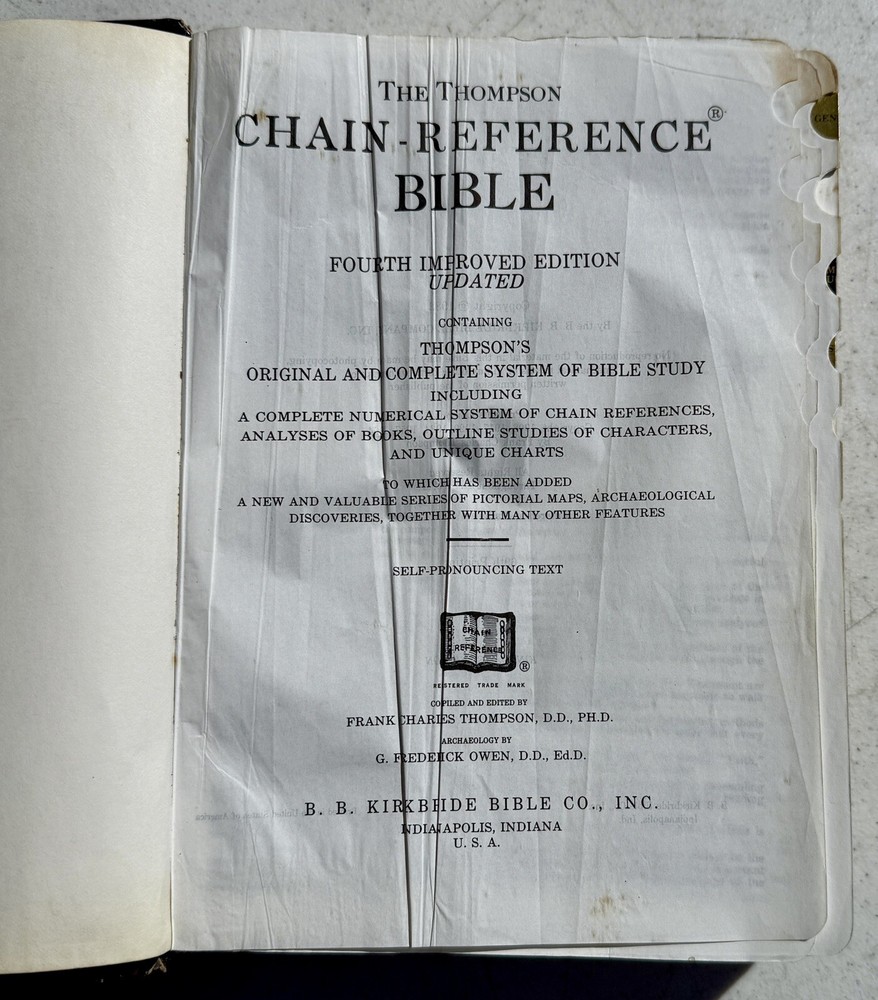 THE THOMPSON
CHAIN-REFERENCE®
BIBLE
FOURTH IMPROVED EDITION
UPDATED
CONTAINING
THOMPSON'S
ORIGINAL AND COMPLETE SYSTEM OF BIBLE STUDY
INCLUDING
A COMPLETE NUMERICAL SYSTEM OF CHAIN REFERENCES,
ANALYSES OF BOOKS, OUTLINE STUDIES OF CHARACTERS,
AND UNIQUE CHARTS
TO WHICH HAS BEEN ADDED
A NEW AND VALUABLE SERIES OF PICTORIAL MAPS, ARCHAEOLOGICAL
DISCOVERIES, TOGETHER WITH MANY OTHER FEATURES
SELF-PRONOUNCING TEXT
CHAIN
REFERENCE
®
REGISTERED TRADE MARK
COMPILED AND EDITED BY
FRANK CHARLES THOMPSON, D.D., PH.D.
ARCHAEOLOGY BY
G. FREDERICK OWEN, D.D., Ed.D.
B. B. KIRKBRIDE BIBLE CO., INC.
INDIANAPOLIS, INDIANA
U. S. A.
GEN